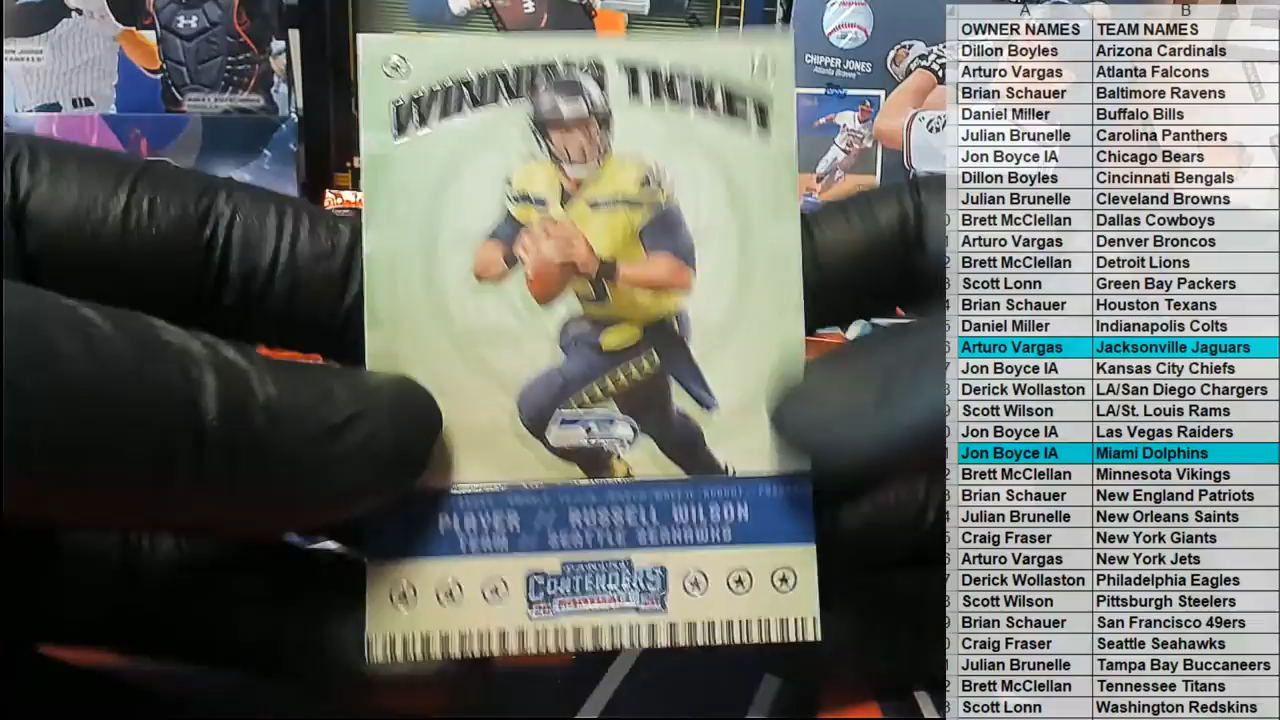 CHIPPER JONES
Atlanta Braves
WINNING TICKET
PLAYER // RUSSELL WILSON
TEAM // SEATTLE SEAHAWKS
CONTENDERS
A B
OWNER NAMES TEAM NAMES
Dillon Boyles Arizona Cardinals
Arturo Vargas Atlanta Falcons
Brian Schauer Baltimore Ravens
Daniel Miller Buffalo Bills
Julian Brunelle Carolina Panthers
Jon Boyce IA Chicago Bears
Dillon Boyles Cincinnati Bengals
Julian Brunelle Cleveland Browns
Brett McClellan Dallas Cowboys
Arturo Vargas Denver Broncos
Brett McClellan Detroit Lions
Scott Lonn Green Bay Packers
Brian Schauer Houston Texans
Daniel Miller Indianapolis Colts
Arturo Vargas Jacksonville Jaguars
Jon Boyce IA Kansas City Chiefs
Derick Wollaston LA/San Diego Chargers
Scott Wilson LA/St. Louis Rams
Jon Boyce IA Las Vegas Raiders
Jon Boyce IA Miami Dolphins
Brett McClellan Minnesota Vikings
Brian Schauer New England Patriots
Julian Brunelle New Orleans Saints
Craig Fraser New York Giants
Arturo Vargas New York Jets
Derick Wollaston Philadelphia Eagles
Scott Wilson Pittsburgh Steelers
Brian Schauer San Francisco 49ers
Craig Fraser Seattle Seahawks
Julian Brunelle Tampa Bay Buccaneers
Brett McClellan Tennessee Titans
Scott Lonn Washington Redskins